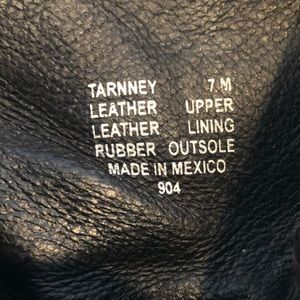 TARNNEY 7 M
LEATHER UPPER
LEATHER LINING
RUBBER OUTSOLE
MADE IN MEXICO
904